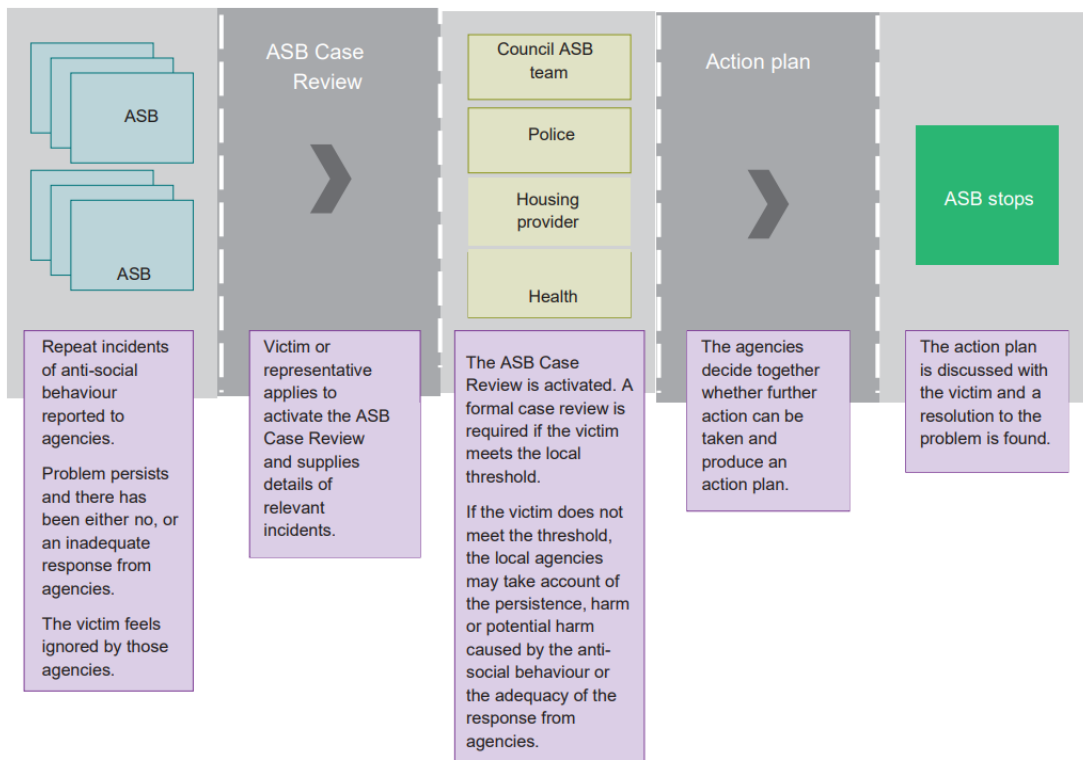 ASB
ASB
ASB Case
Review
Council ASB
team
Police
Housing
provider
Health
Action plan
ASB stops
Repeat incidents
of anti-social
behaviour
reported to
agencies.
Problem persists
and there has
been either no, or
an inadequate
response from
agencies.
The victim feels
ignored by those
agencies.
Victim or
representative
applies to
activate the ASB
Case Review
and supplies
details of
relevant
incidents.
The ASB Case
Review is activated. A
formal case review is
required if the victim
meets the local
threshold.
If the victim does not
meet the threshold,
the local agencies
may take account of
the persistence, harm
or potential harm
caused by the anti-
social behaviour or
the adequacy of the
response from
agencies.
The agencies
decide together
whether further
action can be
taken and
produce an
action plan.
The action plan
is discussed with
the victim and a
resolution to the
problem is found.